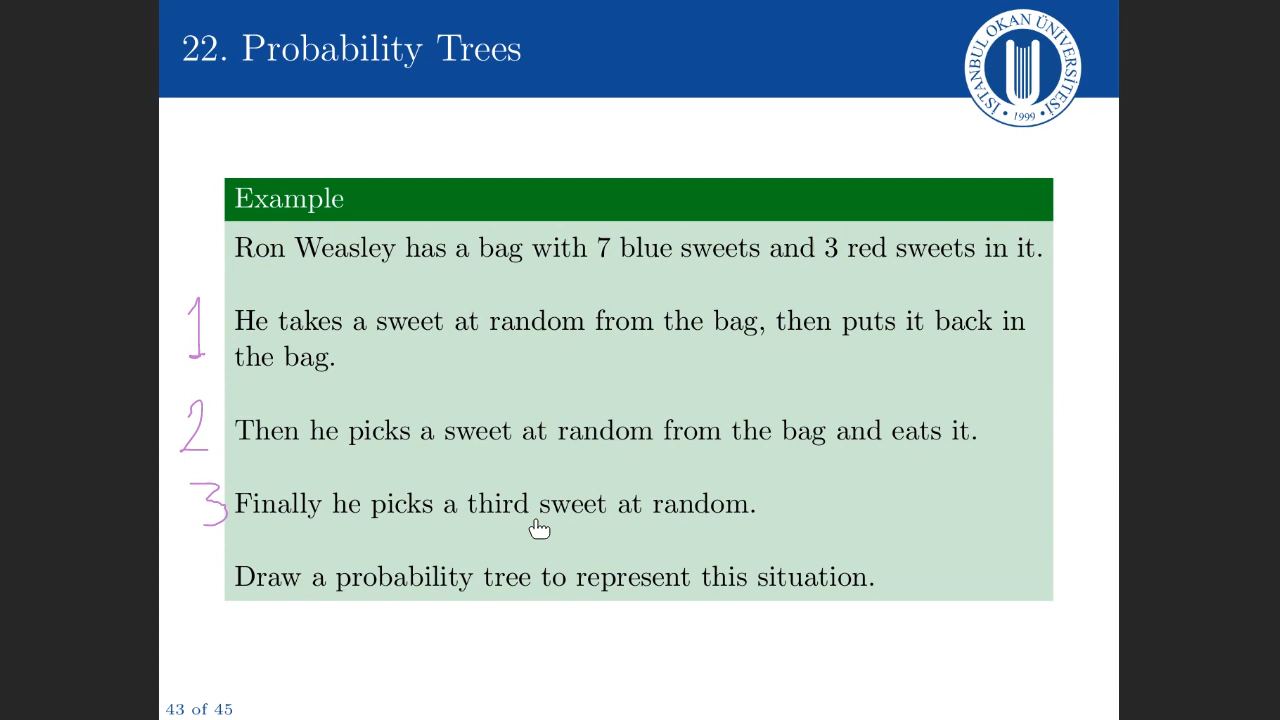 22. Probability Trees
İSTANBUL OKAN ÜNİVERSİTESİ
• 1999 •
Example
Ron Weasley has a bag with 7 blue sweets and 3 red sweets in it.
1
He takes a sweet at random from the bag, then puts it back in
the bag.
2
Then he picks a sweet at random from the bag and eats it.
3
Finally he picks a third sweet at random.
Draw a probability tree to represent this situation.
43 of 45